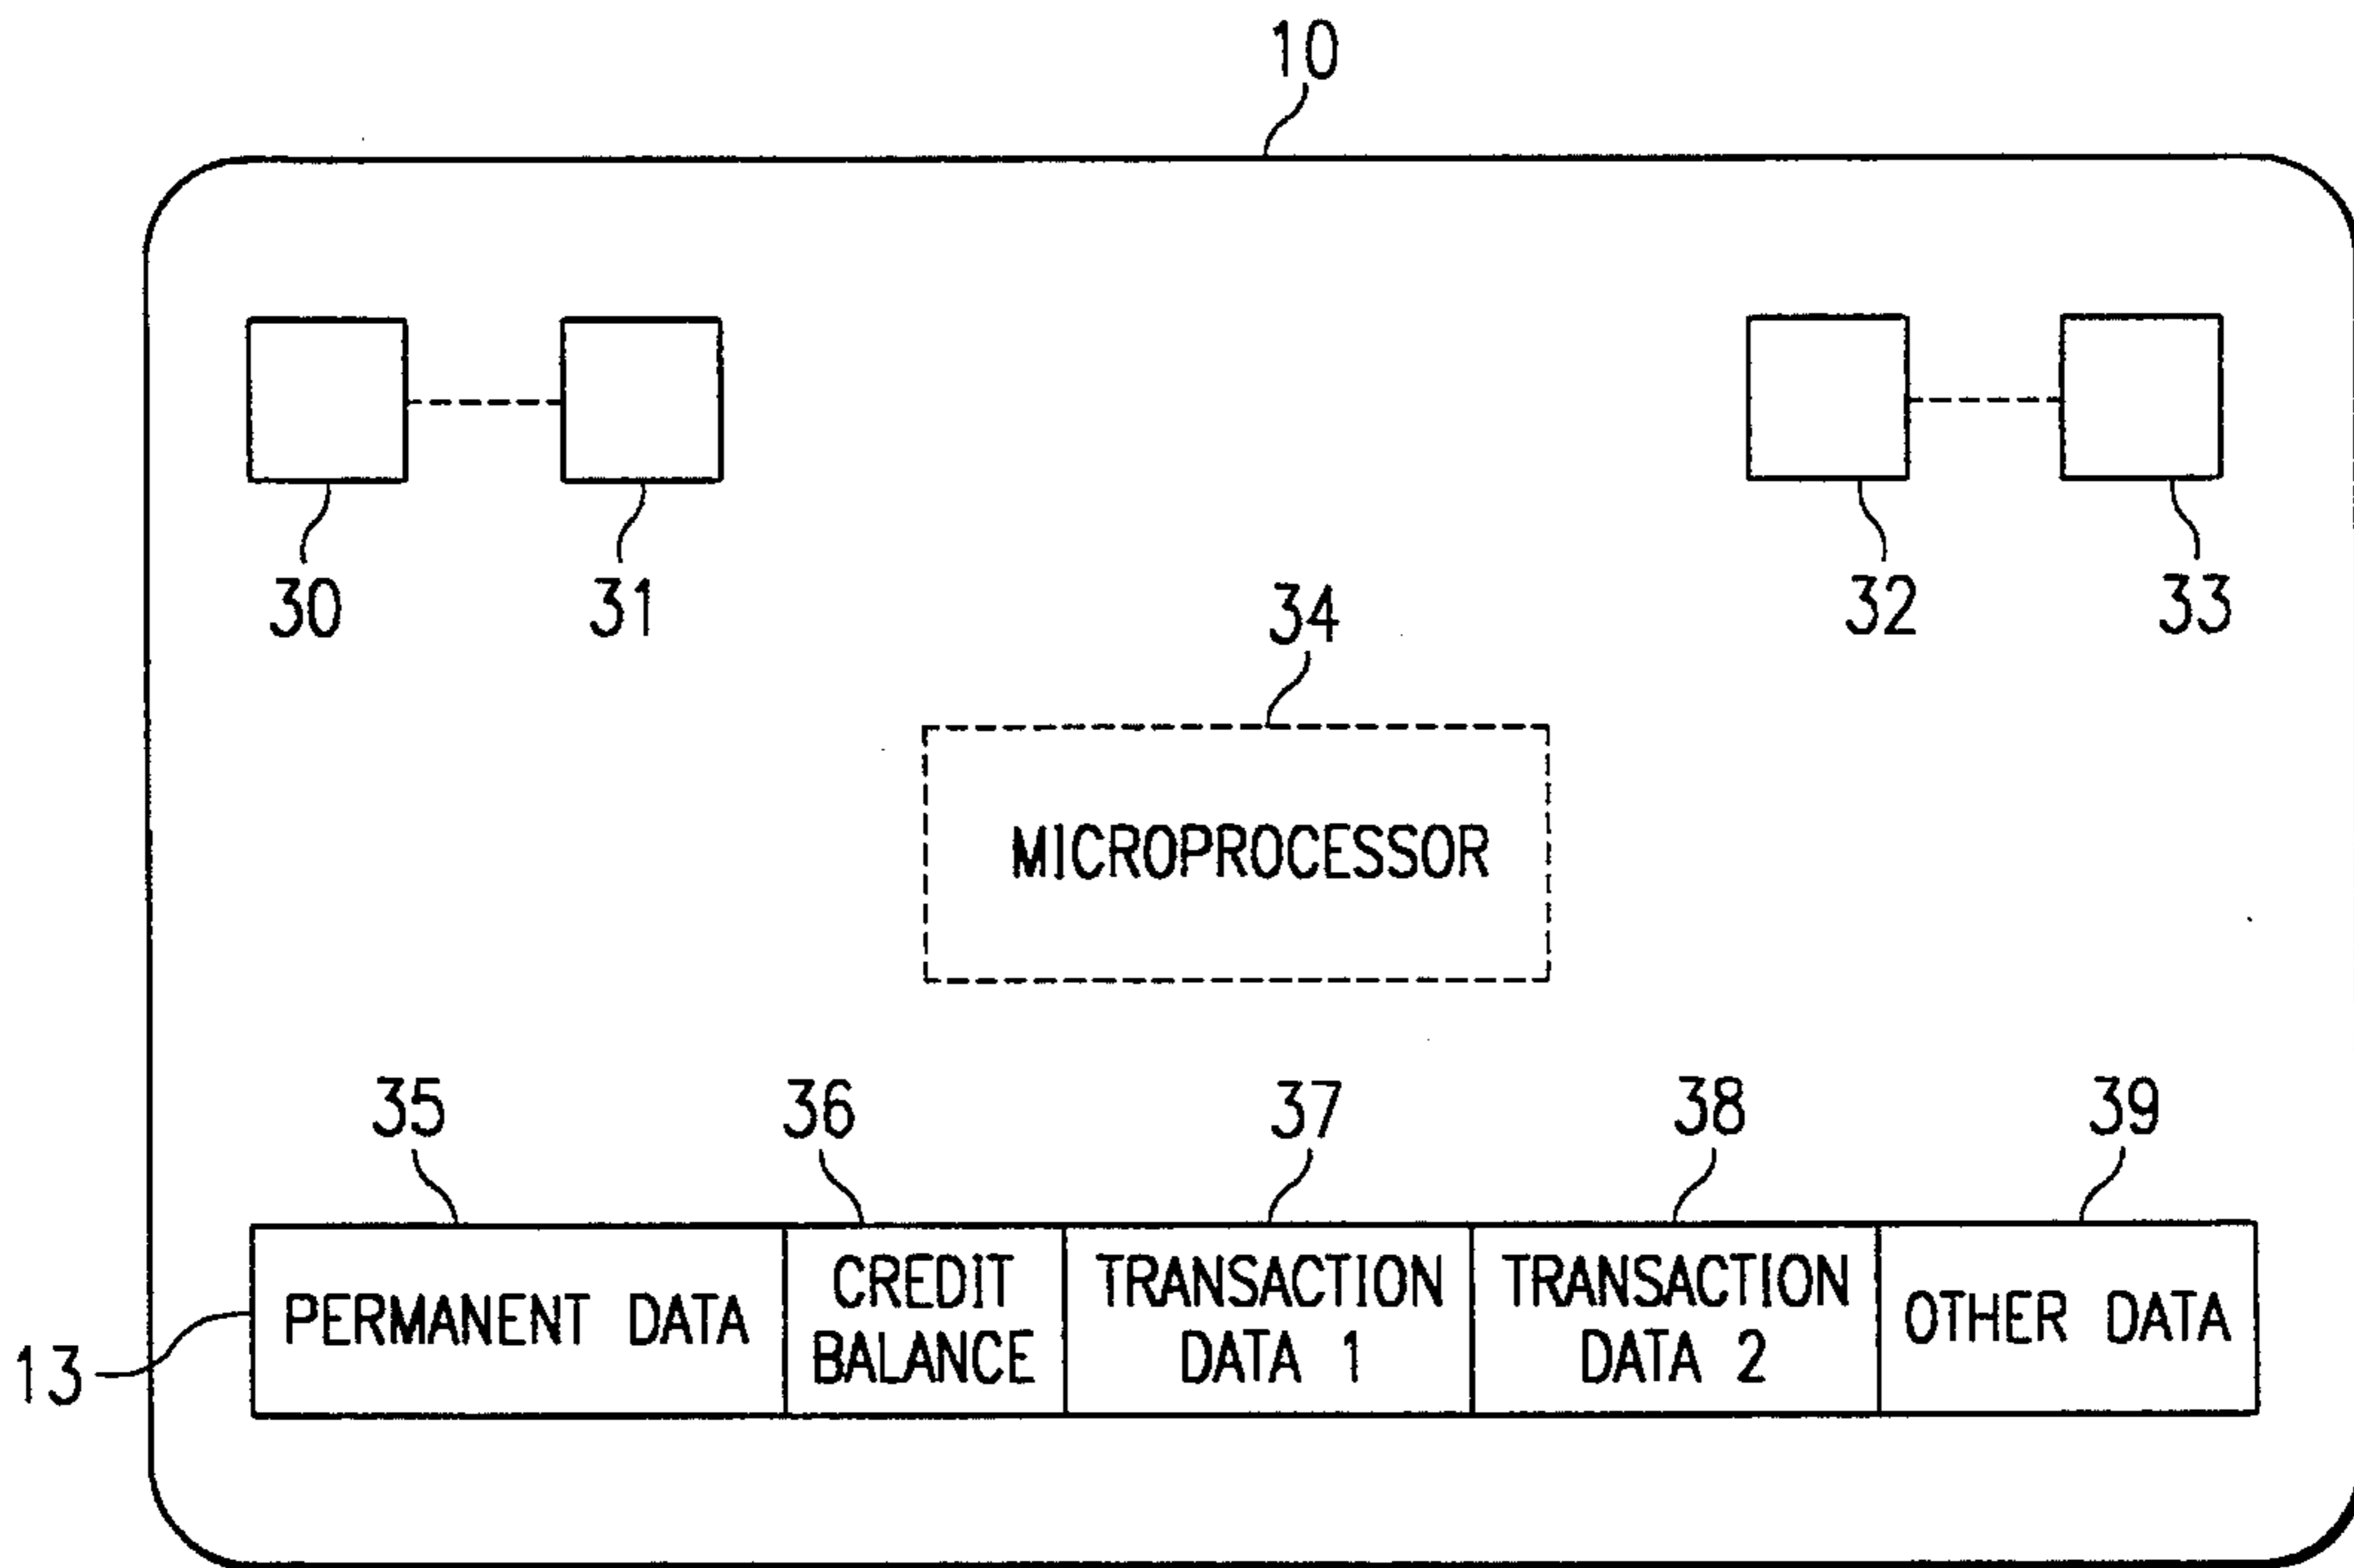 10
30
31
32
33
34
MICROPROCESSOR
35
36
37
38
39
13
PERMANENT DATA
CREDIT
BALANCE
TRANSACTION
DATA 1
TRANSACTION
DATA 2
OTHER DATA